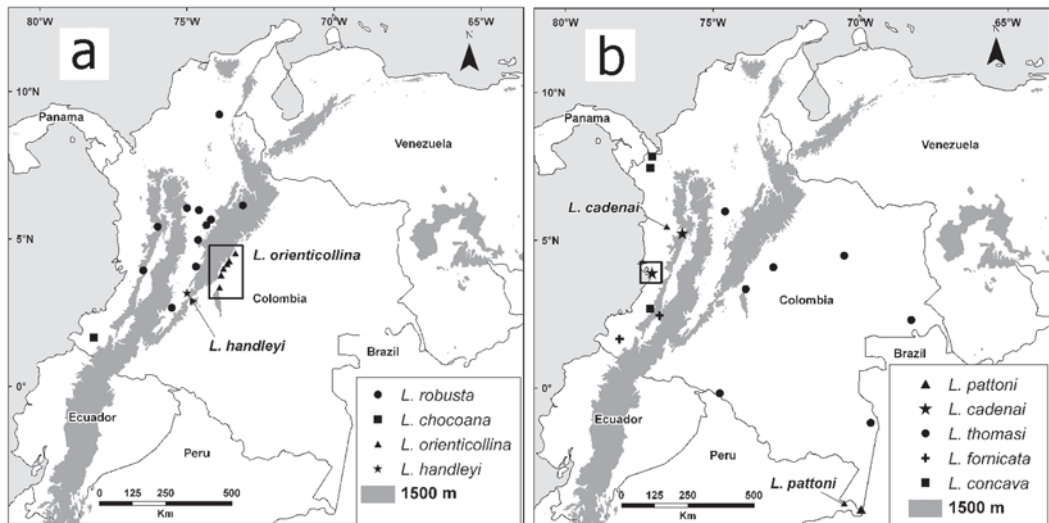 80°W 75°W 70°W
a
N
10°N
Panama
Venezuela
5°N
L. orienticollina
Colombia
L. handleyi
Brazil
0°
Ecuador
Peru
L. robusta
L. chocoana
L. orienticollina
L. handleyi
1500 m
0 125 250 500
Km
80°W 75°W 70°W 65°W
b
N
10°N
Panama
Venezuela
L. cadenai
5°N
Colombia
Brazil
0°
Ecuador
Peru
L. pattoni
L. pattoni
L. cadenai
L. thomasi
L. fornicata
L. concava
1500 m
0 125 250 500
Km